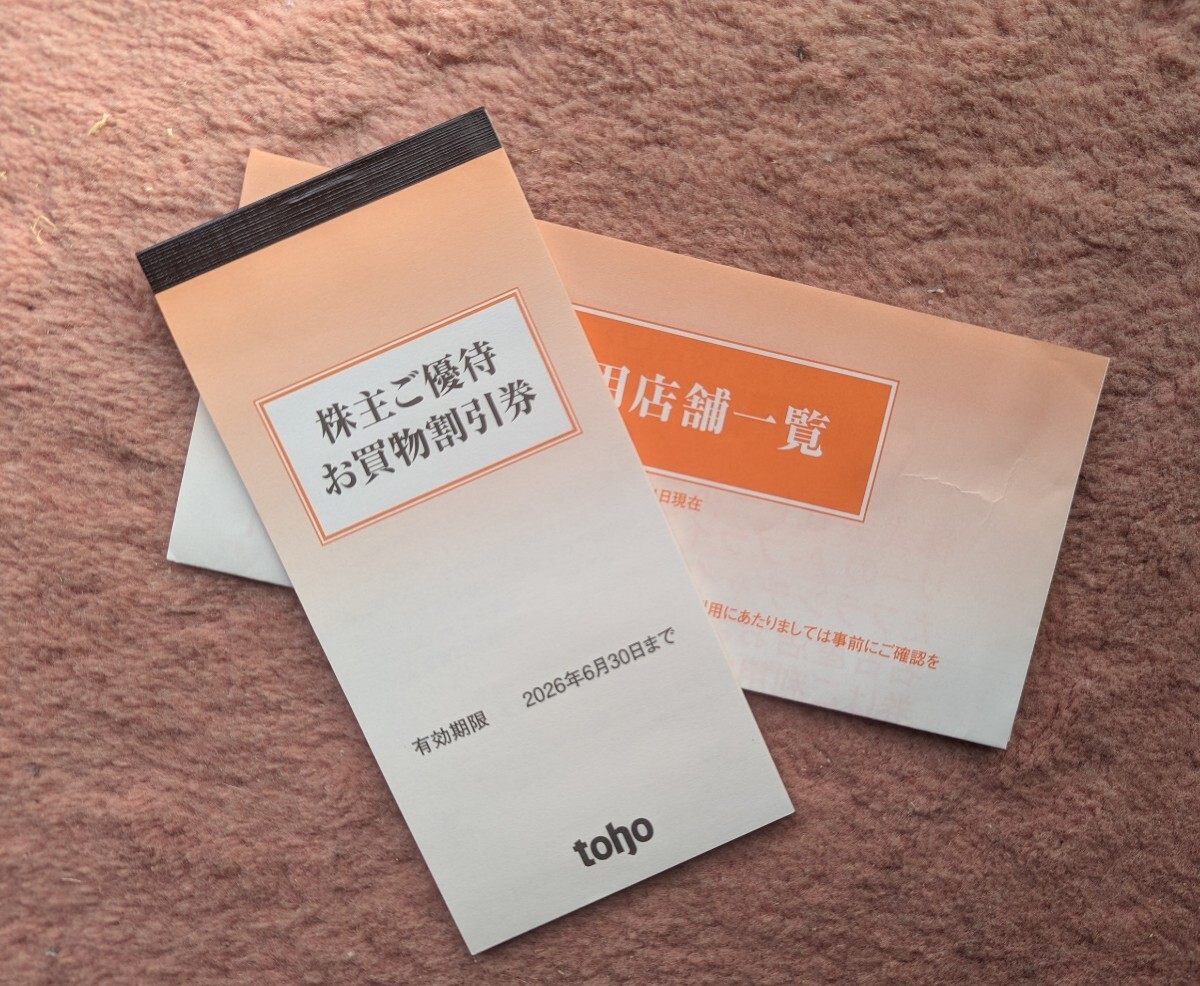 株主ご優待
お買物割引券
有効期限 2026年6月30日まで
toho
用店舗一覧
1日現在
利用にあたりましては事前にご確認を